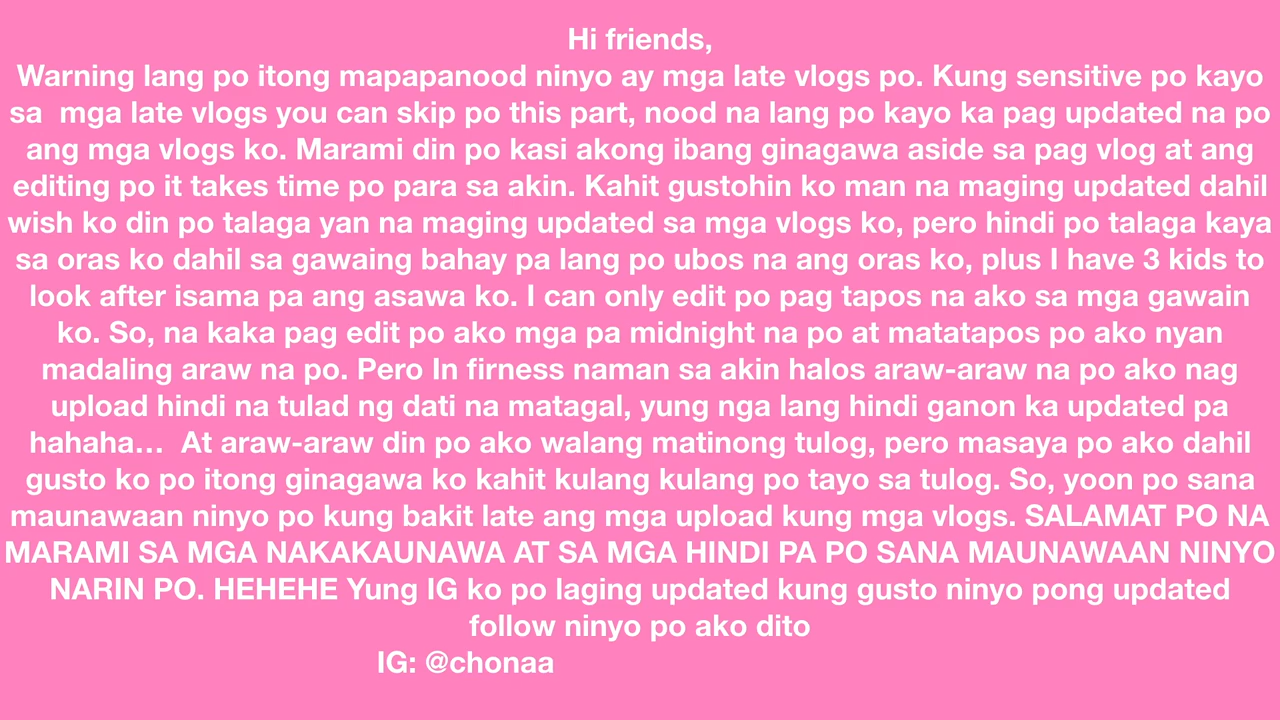 Hi friends,
Warning lang po itong mapapanood ninyo ay mga late vlogs po. Kung sensitive po kayo
sa  mga late vlogs you can skip po this part, nood na lang po kayo ka pag updated na po
ang mga vlogs ko. Marami din po kasi akong ibang ginagawa aside sa pag vlog at ang
editing po it takes time po para sa akin. Kahit gustohin ko man na maging updated dahil
wish ko din po talaga yan na maging updated sa mga vlogs ko, pero hindi po talaga kaya
sa oras ko dahil sa gawaing bahay pa lang po ubos na ang oras ko, plus I have 3 kids to
look after isama pa ang asawa ko. I can only edit po pag tapos na ako sa mga gawain
ko. So, na kaka pag edit po ako mga pa midnight na po at matatapos po ako nyan
madaling araw na po. Pero In firness naman sa akin halos araw-araw na po ako nag
upload hindi na tulad ng dati na matagal, yung nga lang hindi ganon ka updated pa
hahaha…  At araw-araw din po ako walang matinong tulog, pero masaya po ako dahil
gusto ko po itong ginagawa ko kahit kulang kulang po tayo sa tulog. So, yoon po sana
maunawaan ninyo po kung bakit late ang mga upload kung mga vlogs. SALAMAT PO NA
MARAMI SA MGA NAKAKAUNAWA AT SA MGA HINDI PA PO SANA MAUNAWAAN NINYO
NARIN PO. HEHEHE Yung IG ko po laging updated kung gusto ninyo pong updated
follow ninyo po ako dito
IG: @chonaa